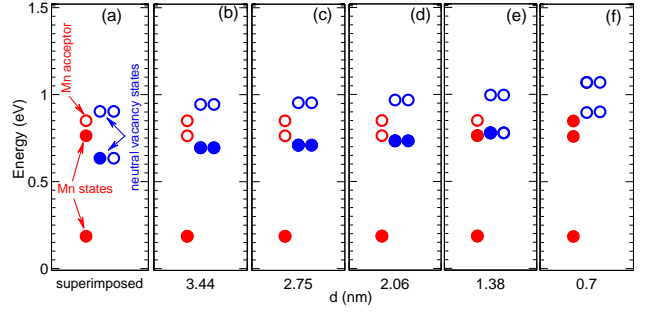 1.5
1
0.5
0
Energy (eV)
(a)
(b)
(c)
(d)
(e)
(f)
Mn acceptor
neutral vacancy states
Mn states
superimposed
3.44
2.75
2.06
1.38
0.7
d (nm)